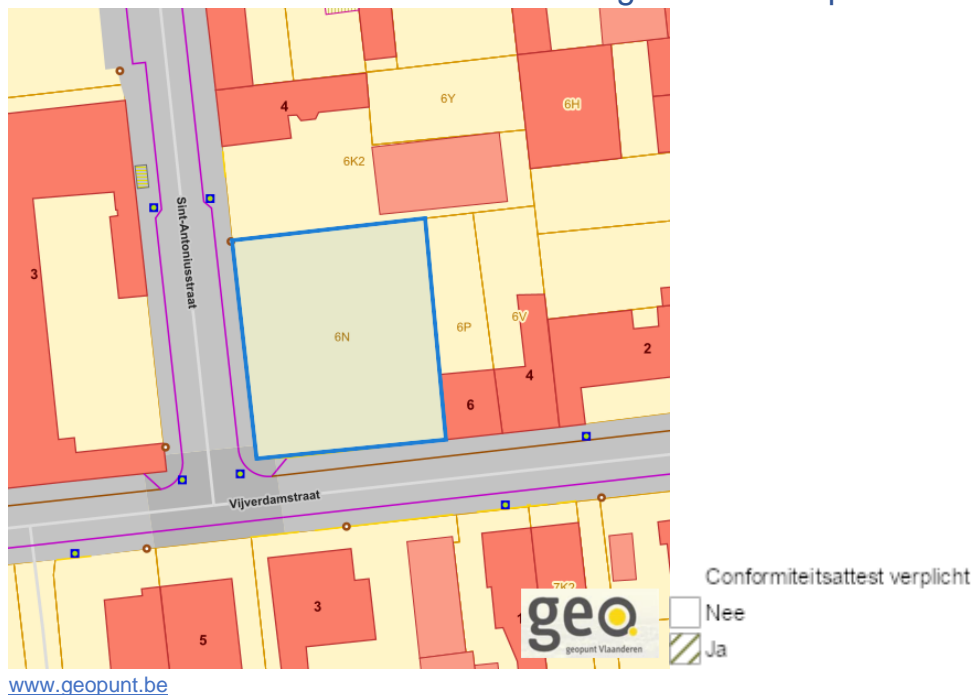 4
6Y
6H
6K2
Sint-Antoniusstraat
3
6N
6P
6V
2
4
6
Vijverdamstraat
3
5
7K2
geo.
geopunt Vlaanderen
Conformiteitsattest verplicht
Nee
Ja
www.geopunt.be